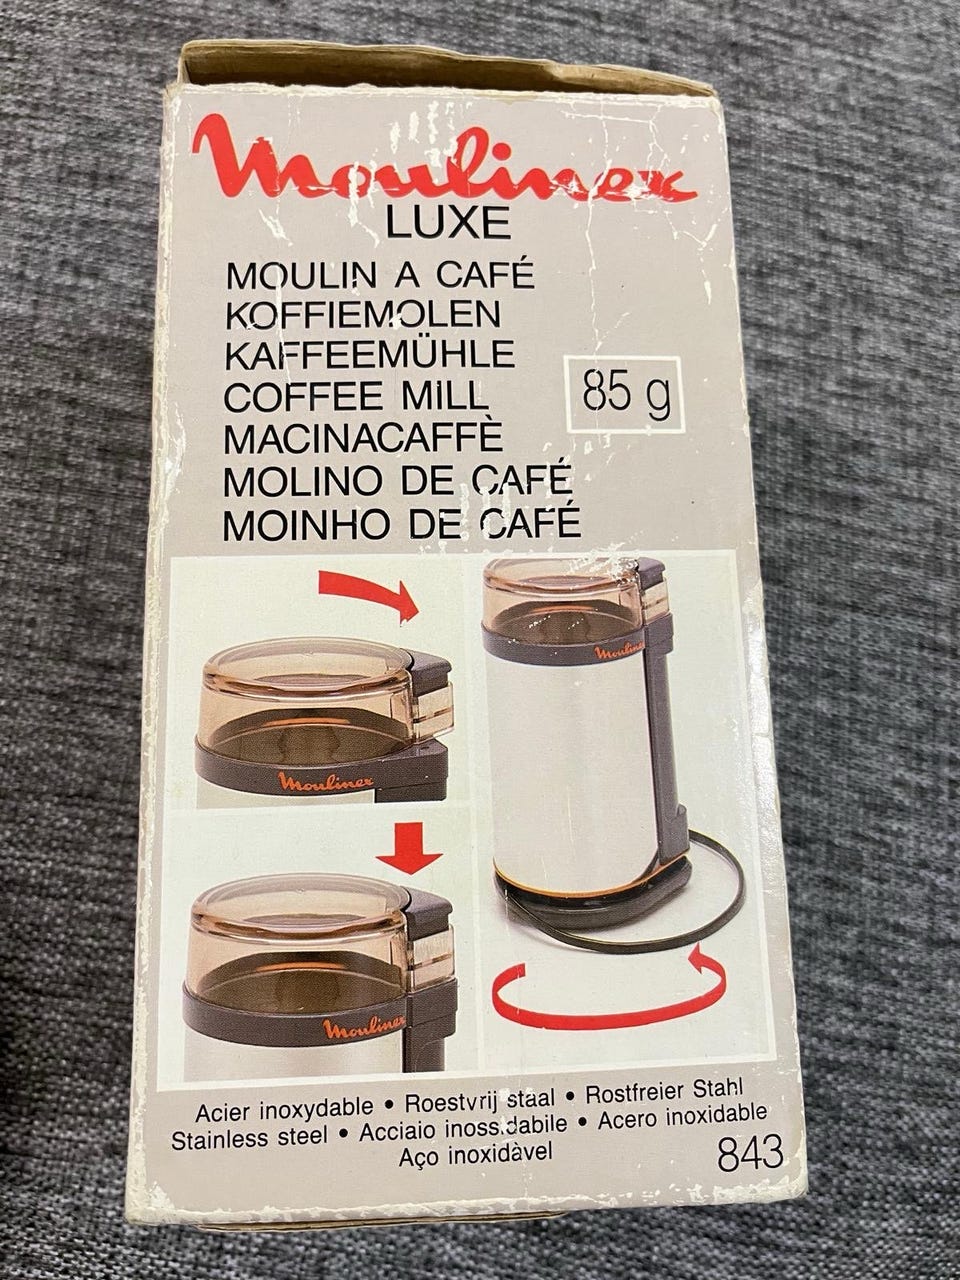 Moulinex
LUXE
MOULIN A CAFÉ
KOFFIEMOLEN
KAFFEEMÜHLE
COFFEE MILL
MACINACAFFÈ
MOLINO DE CAFÉ
MOINHO DE CAFÉ
85 g
Moulinex
Moulinex
Moulinex
Acier inoxydable • Roestvrij staal • Rostfreier Stahl
Stainless steel • Acciaio inossidabile • Acero inoxidable
Aço inoxidàvel
843